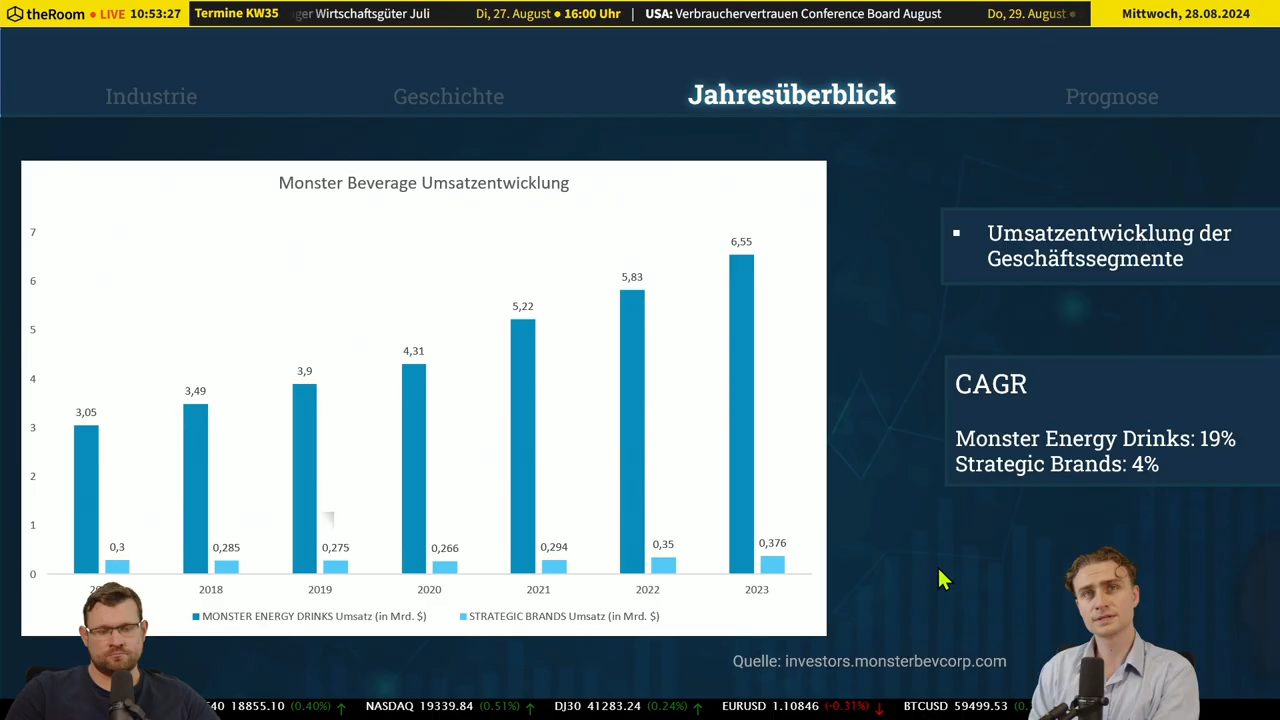 theRoom • LIVE 10:53:27
Termine KW35
Wirtschaftsgüter Juli
Di, 27. August • 16:00 Uhr | USA: Verbrauchervertrauen Conference Board August
Do, 29. August
Mittwoch, 28.08.2024
Industrie
Geschichte
Jahresüberblick
Prognose
Monster Beverage Umsatzentwicklung
7
6
5
4
3
2
1
0
3,05
3,49
3,9
4,31
5,22
5,83
6,55
0,3
0,285
0,275
0,266
0,294
0,35
0,376
2018
2019
2020
2021
2022
2023
MONSTER ENERGY DRINKS Umsatz (in Mrd. $)
STRATEGIC BRANDS Umsatz (in Mrd. $)
▪ Umsatzentwicklung der
Geschäftssegmente
CAGR
Monster Energy Drinks: 19%
Strategic Brands: 4%
Quelle: investors.monsterbevcorp.com
18855.10 (0.40%) ↑ NASDAQ 19339.84 (0.51%) ↑ DJ30 41283.24 (0.24%) ↑ EURUSD 1.10846 (-0.31%) ↓ BTCUSD 59499.53